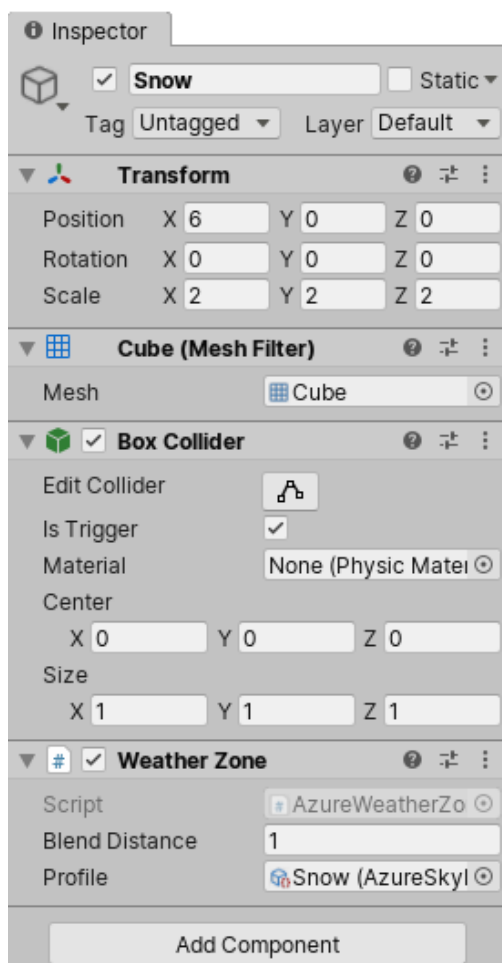 Inspector
Snow Static
Tag Untagged Layer Default
Transform
Position X 6 Y 0 Z 0
Rotation X 0 Y 0 Z 0
Scale X 2 Y 2 Z 2
Cube (Mesh Filter)
Mesh Cube
Box Collider
Edit Collider
Is Trigger
Material None (Physic Mater
Center
X 0 Y 0 Z 0
Size
X 1 Y 1 Z 1
# Weather Zone
Script # AzureWeatherZo
Blend Distance 1
Profile Snow (AzureSkyl
Add Component